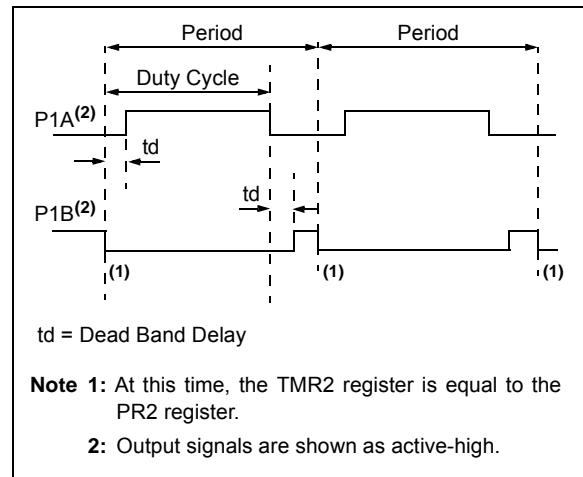 Period Period
Duty Cycle
P1A(2)
td
td
P1B(2)
(1) (1) (1)
td = Dead Band Delay
Note 1: At this time, the TMR2 register is equal to the
PR2 register.
2: Output signals are shown as active-high.